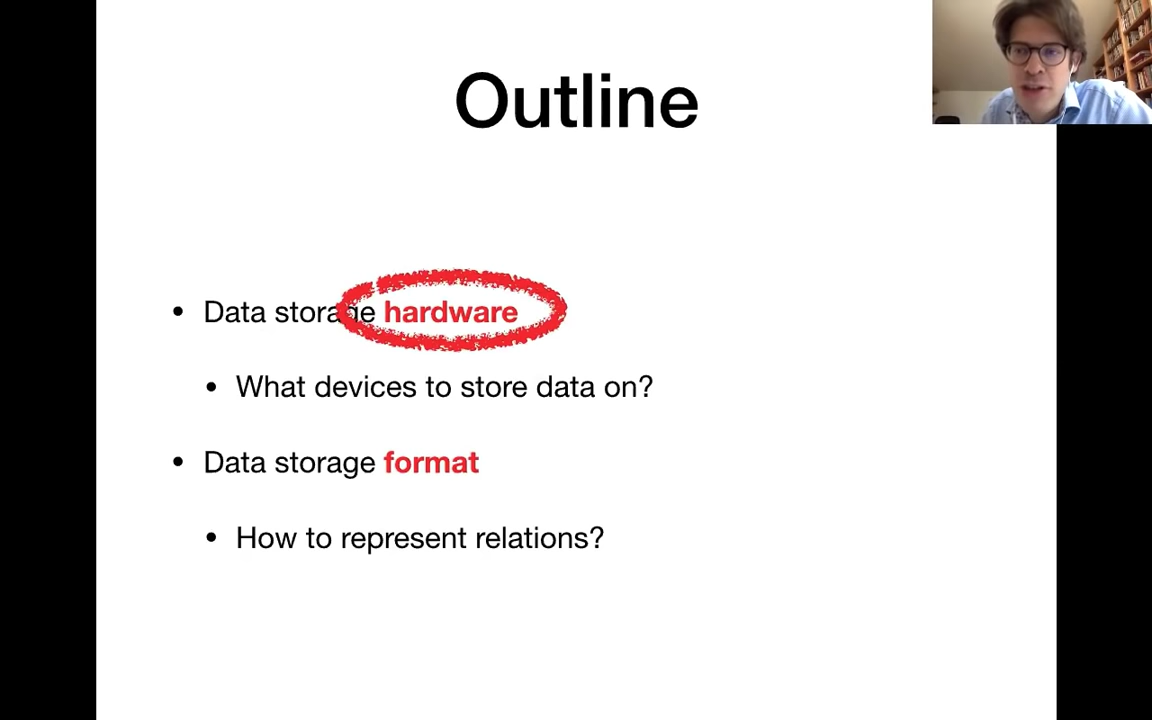 Outline
• Data storage hardware
• What devices to store data on?
• Data storage format
• How to represent relations?